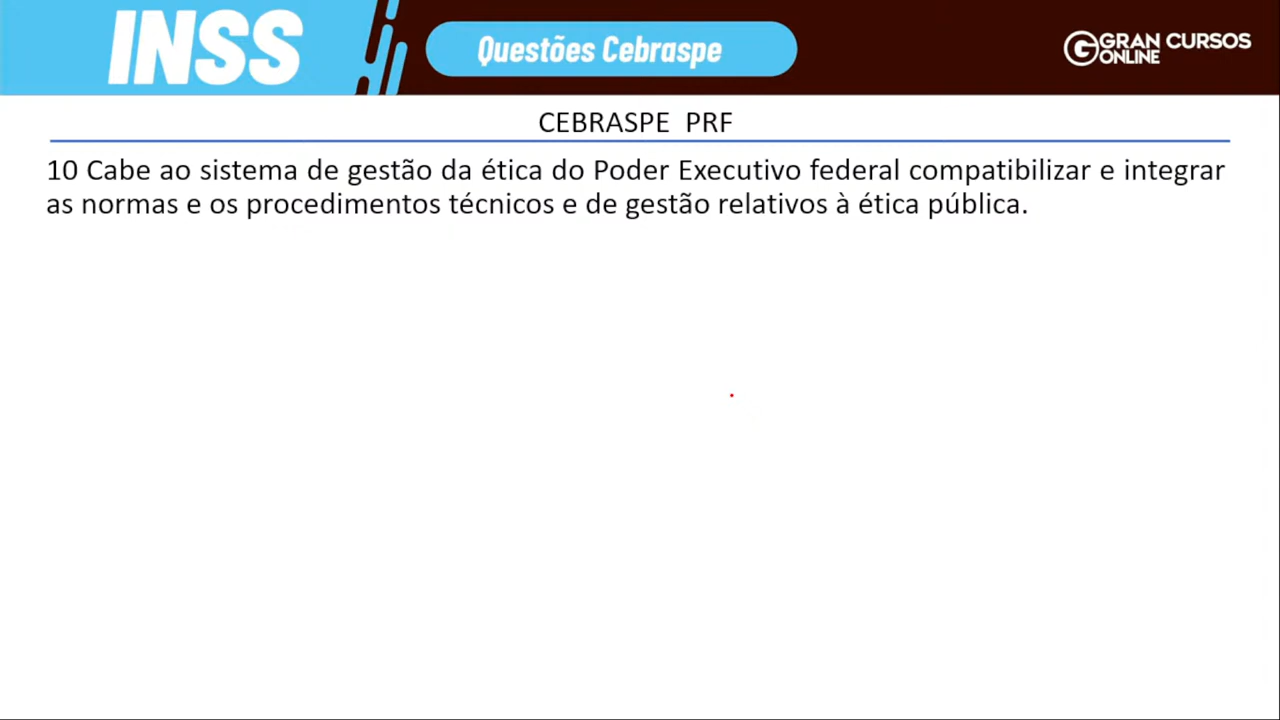 INSS
Questões Cebraspe
GRAN CURSOS
ONLINE
CEBRASPE PRF
10 Cabe ao sistema de gestão da ética do Poder Executivo federal compatibilizar e integrar
as normas e os procedimentos técnicos e de gestão relativos à ética pública.